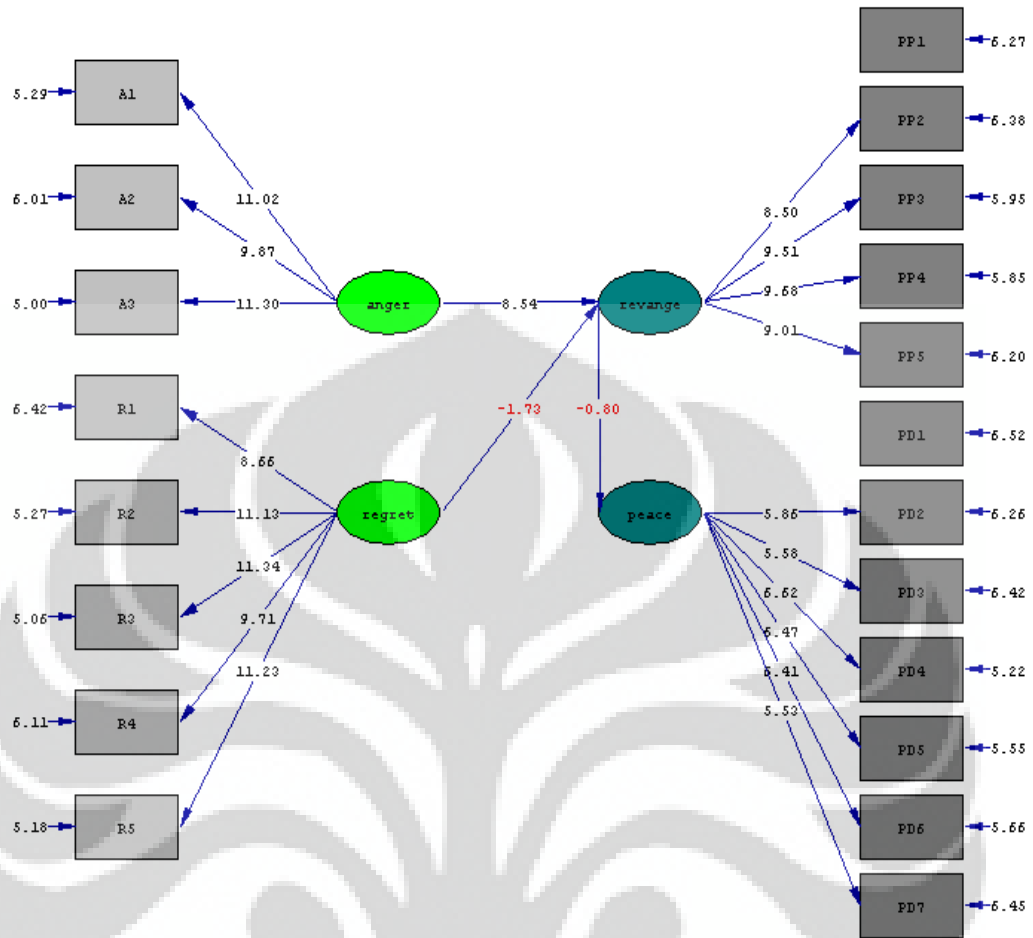 5.29 A1
6.01 A2
5.00 A3
6.42 R1
5.27 R2
5.06 R3
6.11 R4
5.18 R5
11.02
9.87
11.30
8.66
11.13
11.34
9.71
11.23
anger
regret
8.54
-1.73
-0.80
revange
peace
8.50
9.51
9.68
9.01
5.86
5.58
6.62
6.47
6.41
5.53
PP1 6.27
PP2 6.38
PP3 5.95
PP4 5.85
PP5 6.20
PD1 6.52
PD2 6.26
PD3 6.42
PD4 5.22
PD5 5.55
PD6 5.66
PD7 6.45